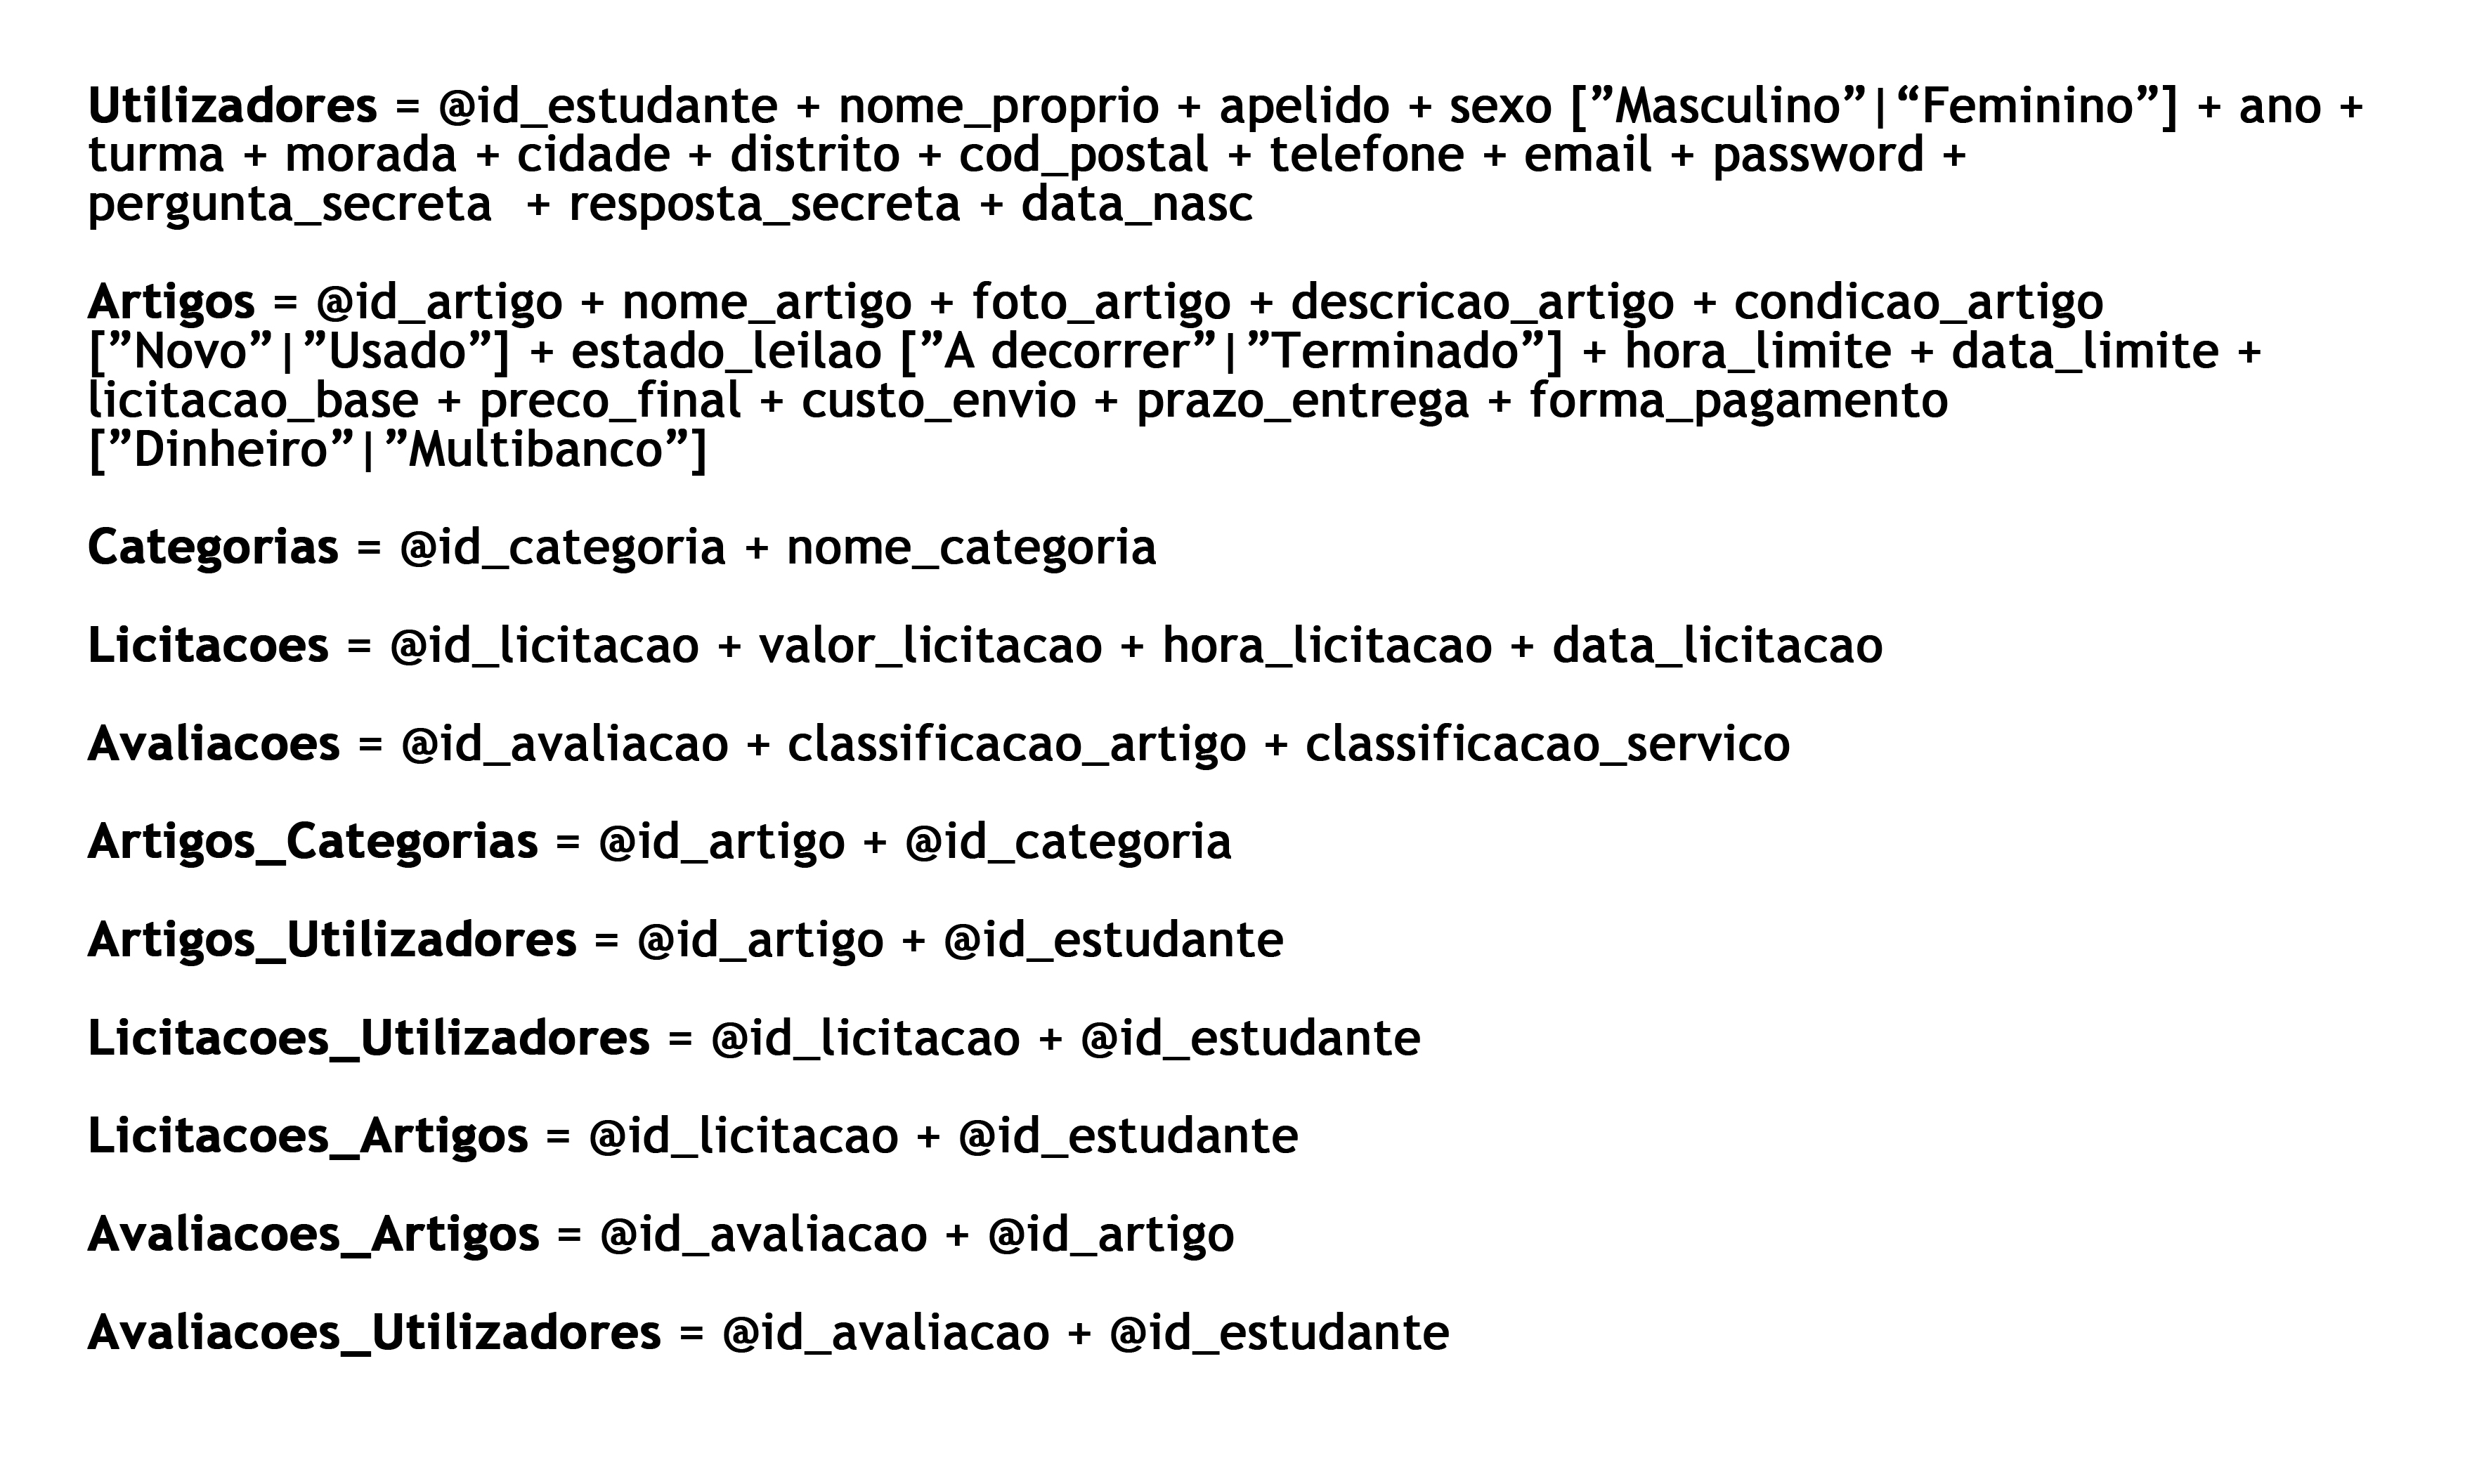 Utilizadores = @id_estudante + nome_proprio + apelido + sexo [”Masculino”|“Feminino”] + ano +
turma + morada + cidade + distrito + cod_postal + telefone + email + password +
pergunta_secreta  + resposta_secreta + data_nasc
Artigos = @id_artigo + nome_artigo + foto_artigo + descricao_artigo + condicao_artigo
[”Novo”|”Usado”] + estado_leilao [”A decorrer”|”Terminado”] + hora_limite + data_limite +
licitacao_base + preco_final + custo_envio + prazo_entrega + forma_pagamento
[”Dinheiro”|”Multibanco”]
Categorias = @id_categoria + nome_categoria
Licitacoes = @id_licitacao + valor_licitacao + hora_licitacao + data_licitacao
Avaliacoes = @id_avaliacao + classificacao_artigo + classificacao_servico
Artigos_Categorias = @id_artigo + @id_categoria
Artigos_Utilizadores = @id_artigo + @id_estudante
Licitacoes_Utilizadores = @id_licitacao + @id_estudante
Licitacoes_Artigos = @id_licitacao + @id_estudante
Avaliacoes_Artigos = @id_avaliacao + @id_artigo
Avaliacoes_Utilizadores = @id_avaliacao + @id_estudante